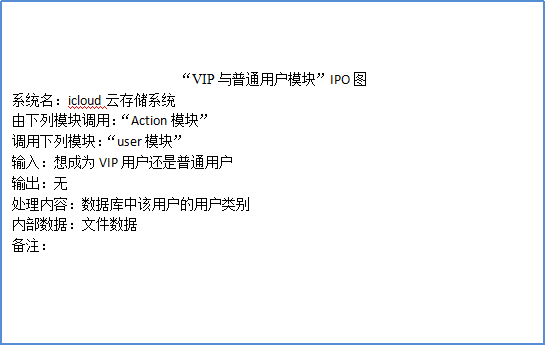 “VIP 与普通用户模块”IPO 图
系统名：icloud 云存储系统
由下列模块调用：“Action 模块”
调用下列模块：“user 模块”
输入：想成为 VIP 用户还是普通用户
输出：无
处理内容：数据库中该用户的用户类别
内部数据：文件数据
备注：